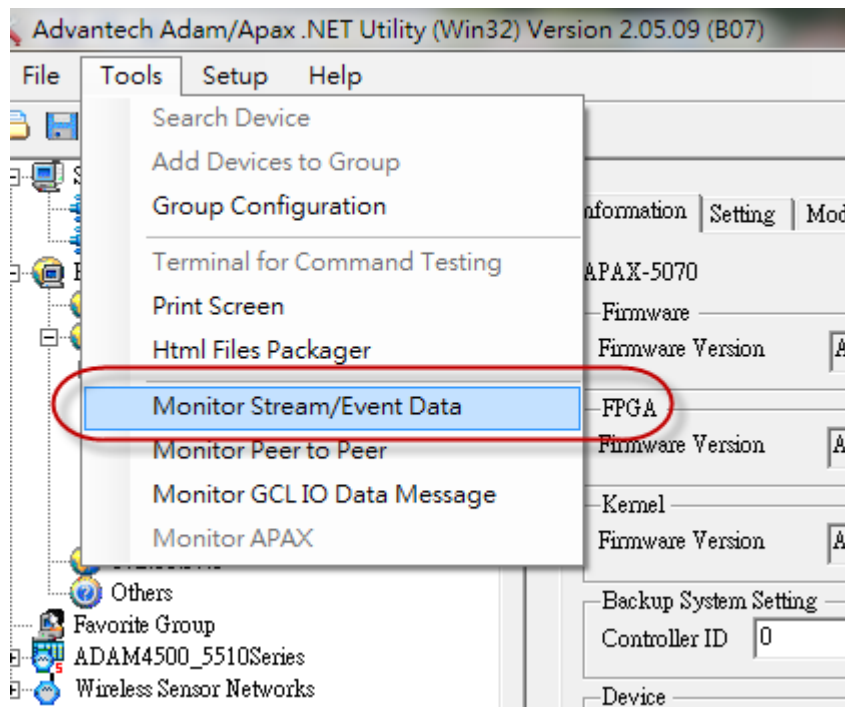 Advantech Adam/Apax .NET Utility (Win32) Version 2.05.09 (B07)
File Tools Setup Help
Search Device
Add Devices to Group
Group Configuration
Terminal for Command Testing
Print Screen
Html Files Packager
Monitor Stream/Event Data
Monitor Peer to Peer
Monitor GCL IO Data Message
Monitor APAX
Others
Favorite Group
ADAM4500_5510Series
Wireless Sensor Networks
Setting
APAX-5070
Firmware
Firmware Version
FPGA
Firmware Version
Kernel
Firmware Version
Backup System Setting
Controller ID 0
Device